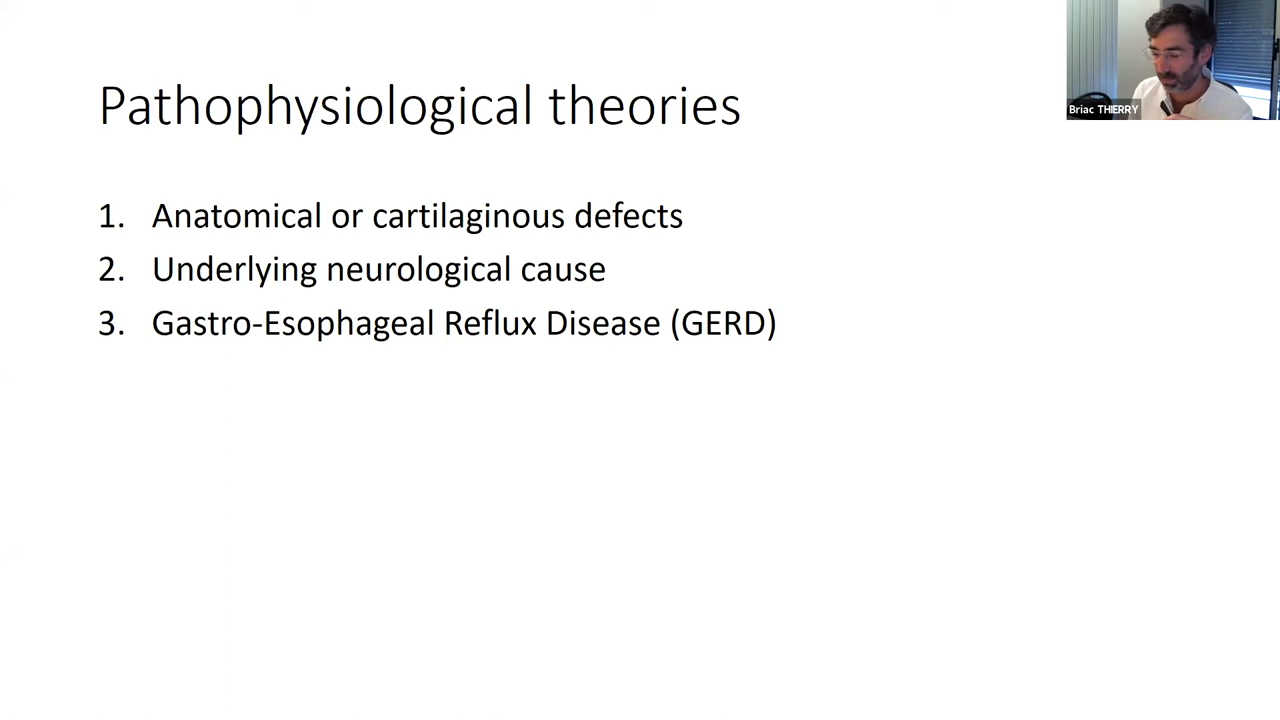 Pathophysiological theories
Briac THIERRY
1. Anatomical or cartilaginous defects
2. Underlying neurological cause
3. Gastro-Esophageal Reflux Disease (GERD)